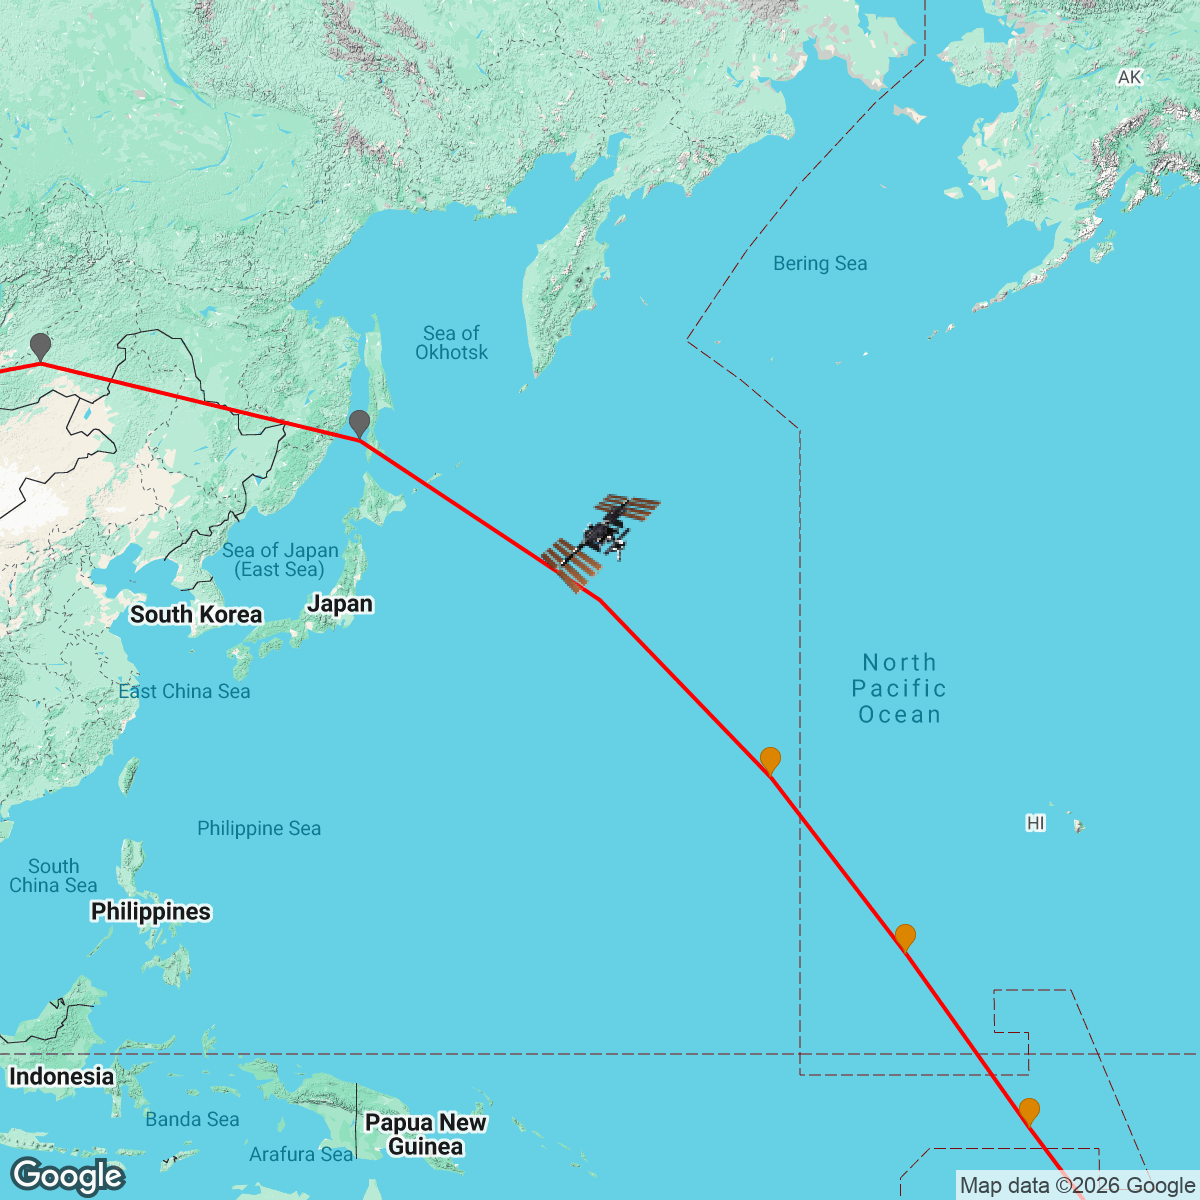 AK
Bering Sea
Sea of
Okhotsk
Sea of Japan
(East Sea)
South Korea
Japan
North
Pacific
Ocean
East China Sea
Philippine Sea
HI
South
China Sea
Philippines
Indonesia
Banda Sea
Papua New
Guinea
Arafura Sea
Google
Map data ©2026 Google